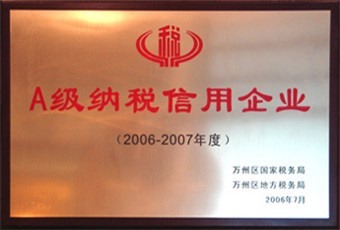 税
A级纳税信用企业
（2006-2007年度）
万州区国家税务局
万州区地方税务局
2006年7月